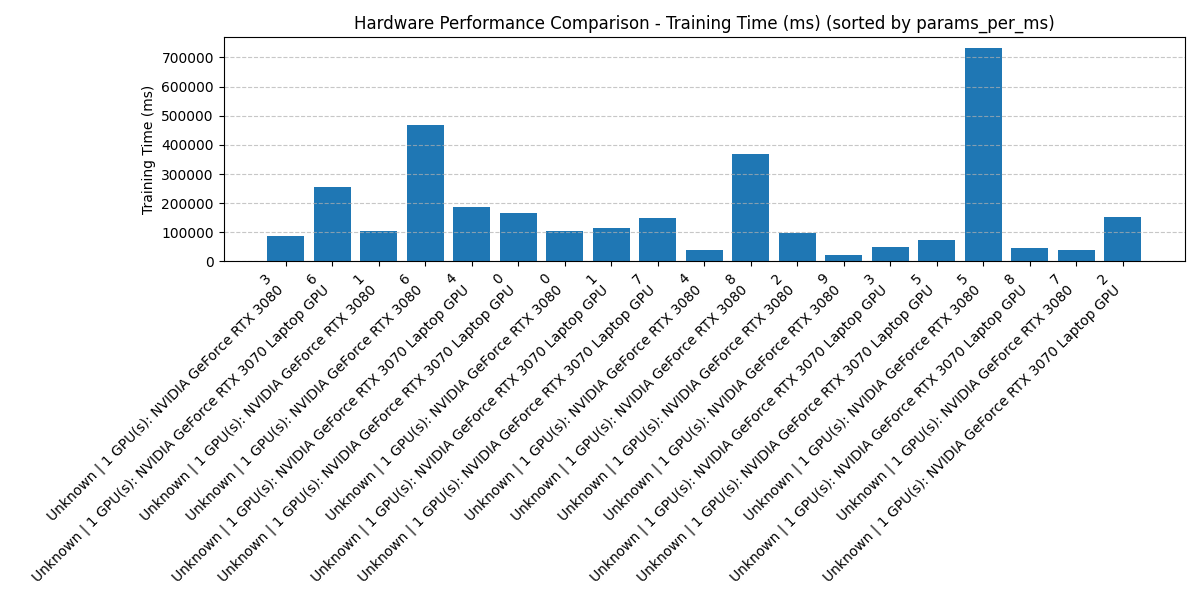 Hardware Performance Comparison - Training Time (ms) (sorted by params_per_ms)
Training Time (ms)
700000
600000
500000
400000
300000
200000
100000
0
3
Unknown | 1 GPU(s): NVIDIA GeForce RTX 3080
6
Unknown | 1 GPU(s): NVIDIA GeForce RTX 3070 Laptop GPU
1
Unknown | 1 GPU(s): NVIDIA GeForce RTX 3080
6
Unknown | 1 GPU(s): NVIDIA GeForce RTX 3080
4
Unknown | 1 GPU(s): NVIDIA GeForce RTX 3070 Laptop GPU
0
Unknown | 1 GPU(s): NVIDIA GeForce RTX 3070 Laptop GPU
0
Unknown | 1 GPU(s): NVIDIA GeForce RTX 3080
1
Unknown | 1 GPU(s): NVIDIA GeForce RTX 3070 Laptop GPU
7
Unknown | 1 GPU(s): NVIDIA GeForce RTX 3070 Laptop GPU
4
Unknown | 1 GPU(s): NVIDIA GeForce RTX 3080
8
Unknown | 1 GPU(s): NVIDIA GeForce RTX 3080
2
Unknown | 1 GPU(s): NVIDIA GeForce RTX 3080
9
Unknown | 1 GPU(s): NVIDIA GeForce RTX 3080
3
Unknown | 1 GPU(s): NVIDIA GeForce RTX 3070 Laptop GPU
5
Unknown | 1 GPU(s): NVIDIA GeForce RTX 3070 Laptop GPU
5
Unknown | 1 GPU(s): NVIDIA GeForce RTX 3080
8
Unknown | 1 GPU(s): NVIDIA GeForce RTX 3070 Laptop GPU
7
Unknown | 1 GPU(s): NVIDIA GeForce RTX 3080
2
Unknown | 1 GPU(s): NVIDIA GeForce RTX 3070 Laptop GPU